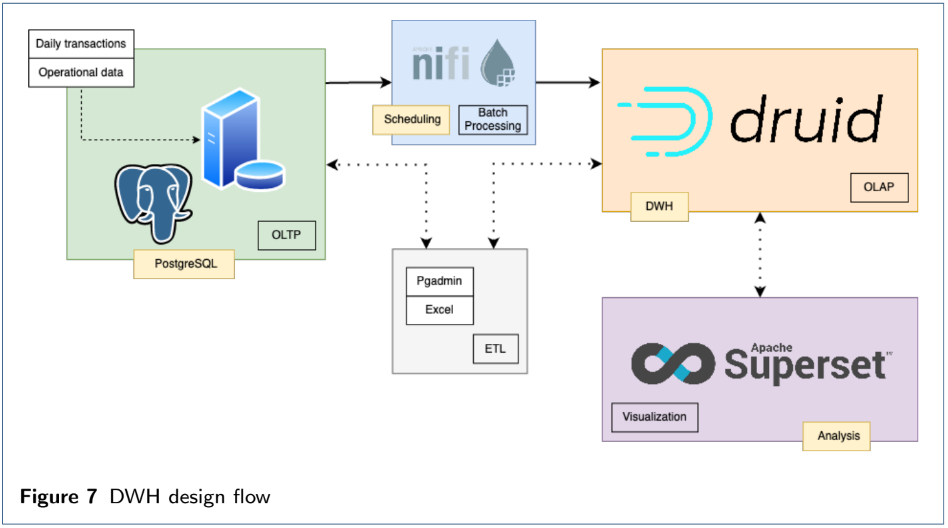 Daily transactions
Operational data
OLTP
PostgreSQL
nifi
Scheduling
Batch
Processing
druid
OLAP
DWH
Pgadmin
Excel
ETL
Apache
Superset
Visualization
Analysis
Figure 7 DWH design flow